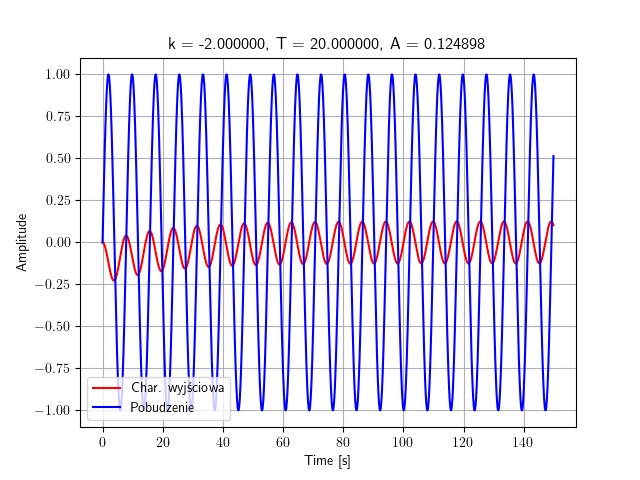 k = -2.000000, T = 20.000000, A = 0.124898
1.00
0.75
0.50
0.25
0.00
−0.25
−0.50
−0.75
−1.00
Amplitude
Char. wyjściowa
Pobudzenie
0 20 40 60 80 100 120 140
Time [s]